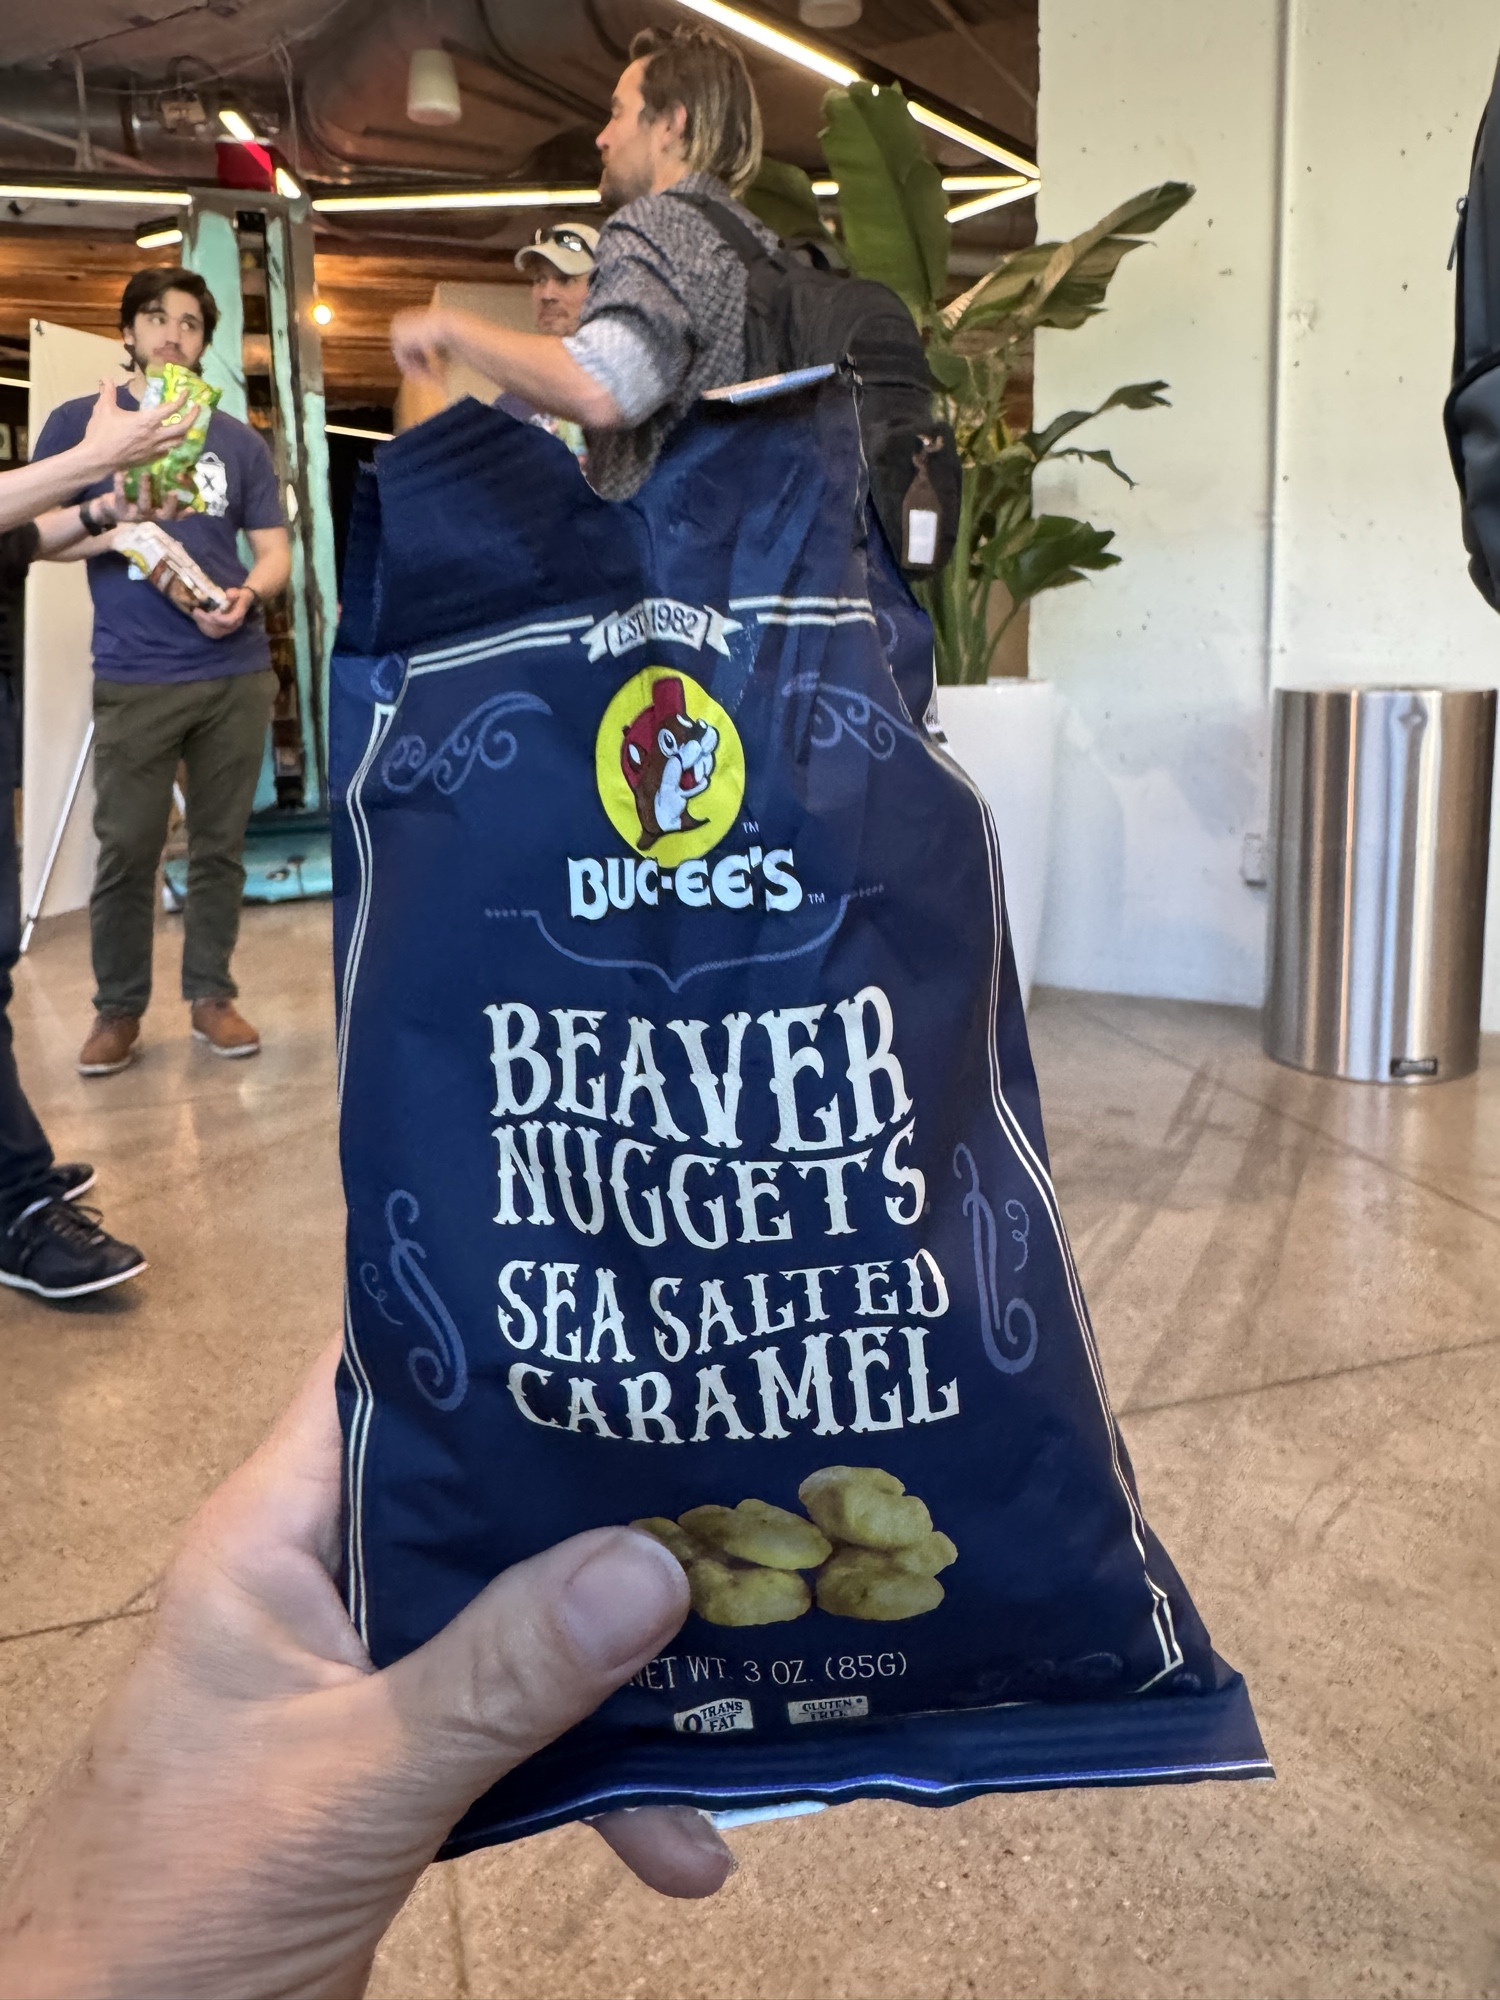 EST 1982
BUC-EE'S™
BEAVER
NUGGETS
SEA SALTED
CARAMEL
NET WT. 3 OZ. (85G)
0 TRANS
FAT
GLUTEN
FREE
X